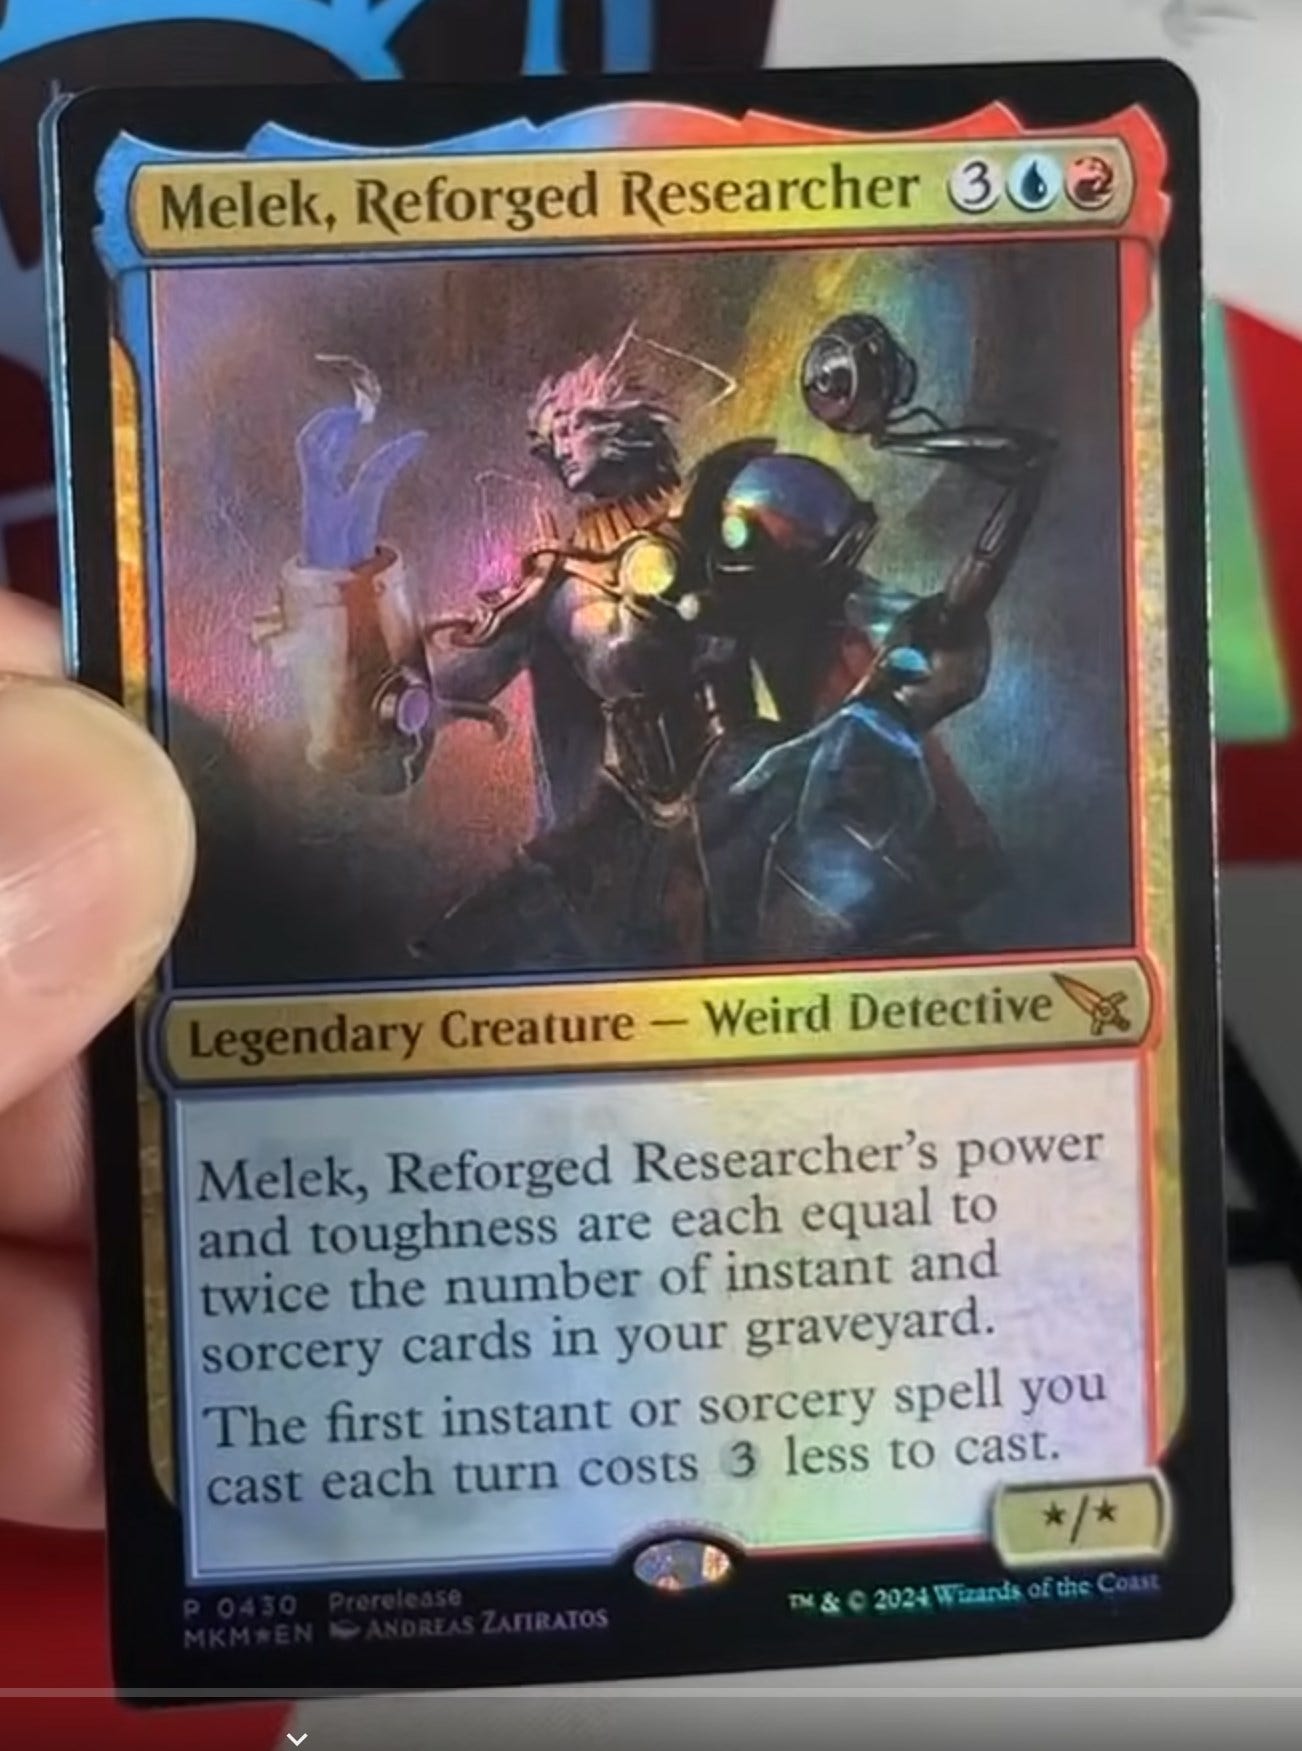 Melek, Reforged Researcher 3
Legendary Creature — Weird Detective
Melek, Reforged Researcher's power
and toughness are each equal to
twice the number of instant and
sorcery cards in your graveyard.
The first instant or sorcery spell you
cast each turn costs 3 less to cast.
*/*
P 0430 Prerelease
MKM★EN ANDREAS ZAFIRATOS
™ & © 2024 Wizards of the Coast